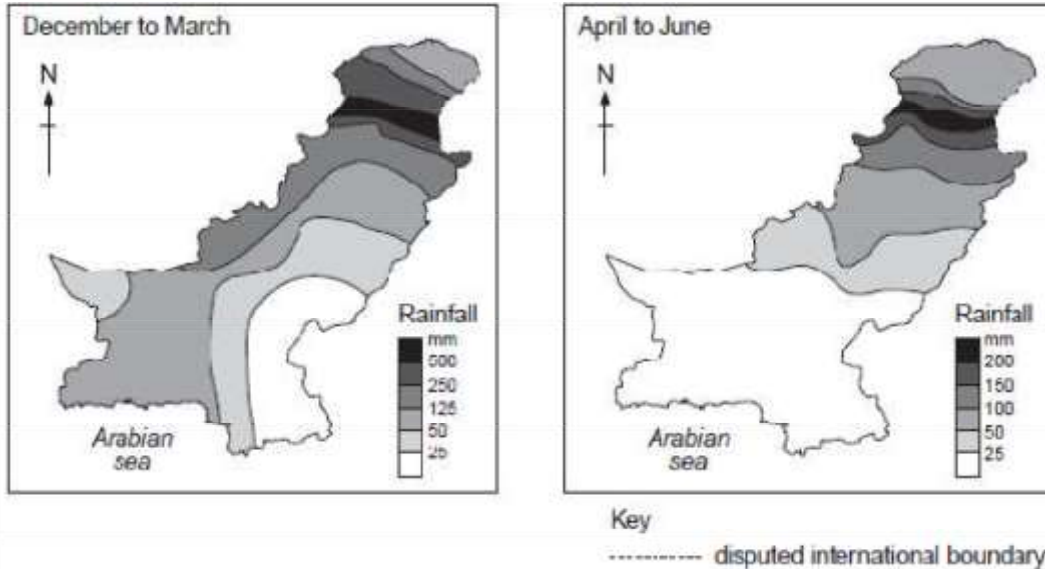 December to March
N
Rainfall
mm
500
250
125
50
25
Arabian
sea
April to June
N
Rainfall
mm
200
150
100
50
25
Arabian
sea
Key
disputed international boundary